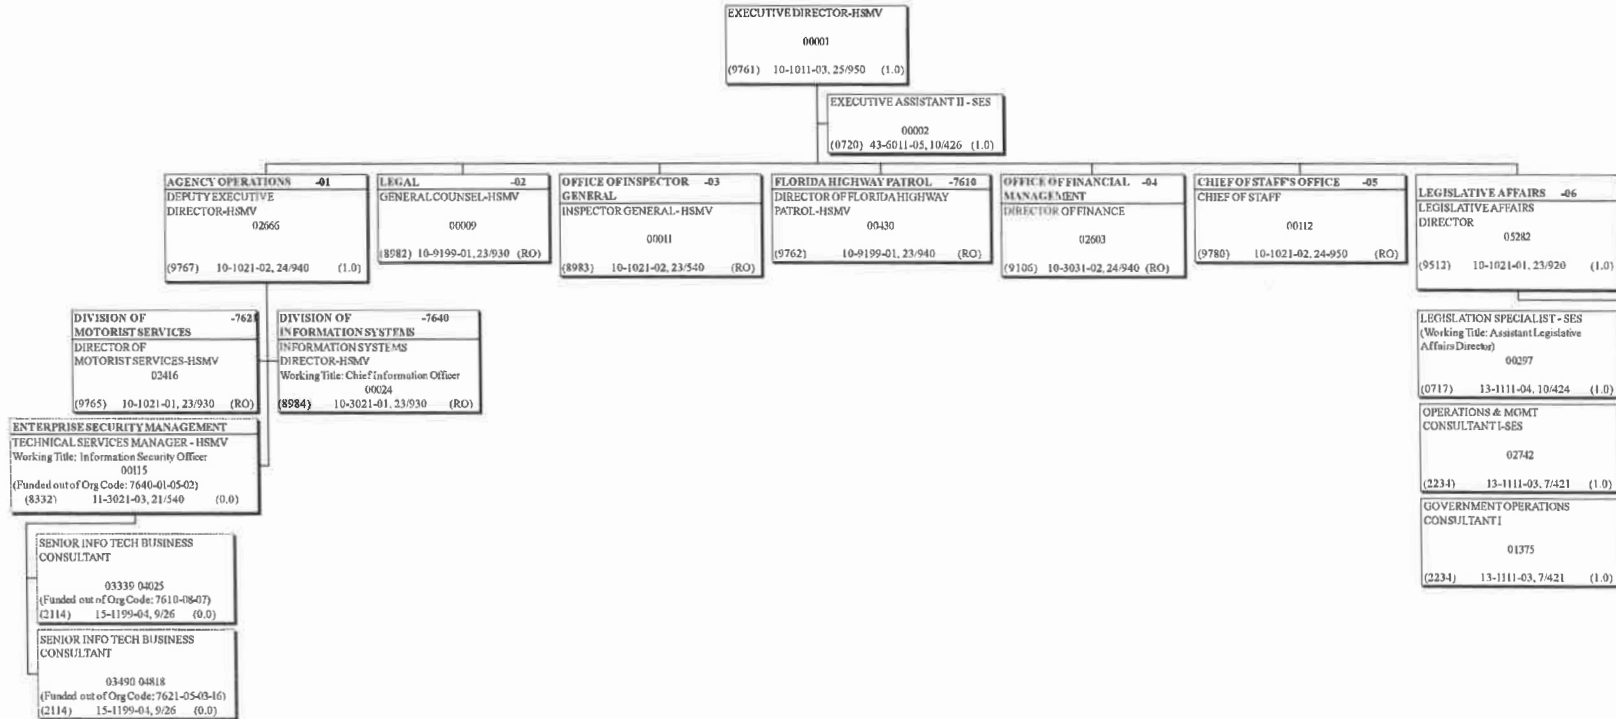 EXECUTIVE DIRECTOR-HSMV
00001
(9761) 10-1011-03, 25/950 (1.0)
EXECUTIVE ASSISTANT II - SES
00002
(0720) 43-6011-05, 10/426 (1.0)
AGENCY OPERATIONS -01
DEPUTY EXECUTIVE
DIRECTOR-HSMV
02666
(9767) 10-1021-02, 24/940 (1.0)
LEGAL -02
GENERAL COUNSEL-HSMV
00009
(8982) 10-9199-01, 23/930 (RO)
OFFICE OF INSPECTOR -03
GENERAL
INSPECTOR GENERAL-HSMV
00011
(8983) 10-1021-02, 23/540 (RO)
FLORIDA HIGHWAY PATROL -7610
DIRECTOR OF FLORIDA HIGHWAY
PATROL-HSMV
00430
(9762) 10-9199-01, 23/940 (RO)
OFFICE OF FINANCIAL -04
MANAGEMENT
DIRECTOR OF FINANCE
02603
(9106) 10-3031-02, 24/940 (RO)
CHIEF OF STAFF'S OFFICE -05
CHIEF OF STAFF
00112
(9780) 10-1021-02, 24-950 (RO)
LEGISLATIVE AFFAIRS -06
LEGISLATIVE AFFAIRS
DIRECTOR
05282
(9512) 10-1021-01, 23/920 (1.0)
DIVISION OF -7621
MOTORIST SERVICES
DIRECTOR OF
MOTORIST SERVICES-HSMV
03416
(9765) 10-1021-01, 23/930 (RO)
DIVISION OF -7640
INFORMATION SYSTEMS
INFORMATION SYSTEMS
DIRECTOR-HSMV
Working Title: Chief Information Officer
00024
(8984) 10-3021-01, 23/930 (RO)
ENTERPRISE SECURITY MANAGEMENT
TECHNICAL SERVICES MANAGER - HSMV
Working Title: Information Security Officer
00115
(Funded out of Org Code: 7640-01-05-02)
(8332) 11-3021-03, 21/540 (0.0)
SENIOR INFO TECH BUSINESS
CONSULTANT
03339 04025
(Funded out of Org Code: 7610-08-07)
(2114) 15-1199-04, 9/26 (0.0)
SENIOR INFO TECH BUSINESS
CONSULTANT
03490 04818
(Funded out of Org Code: 7621-05-03-16)
(2114) 15-1199-04, 9/26 (0.0)
LEGISLATION SPECIALIST - SES
(Working Title: Assistant Legislative
Affairs Director)
00297
(0717) 13-1111-04, 10/424 (1.0)
OPERATIONS & MGMT
CONSULTANT I-SES
02742
(2234) 13-1111-03, 7/421 (1.0)
GOVERNMENT OPERATIONS
CONSULTANT I
01375
(2234) 13-1111-03, 7/421 (1.0)